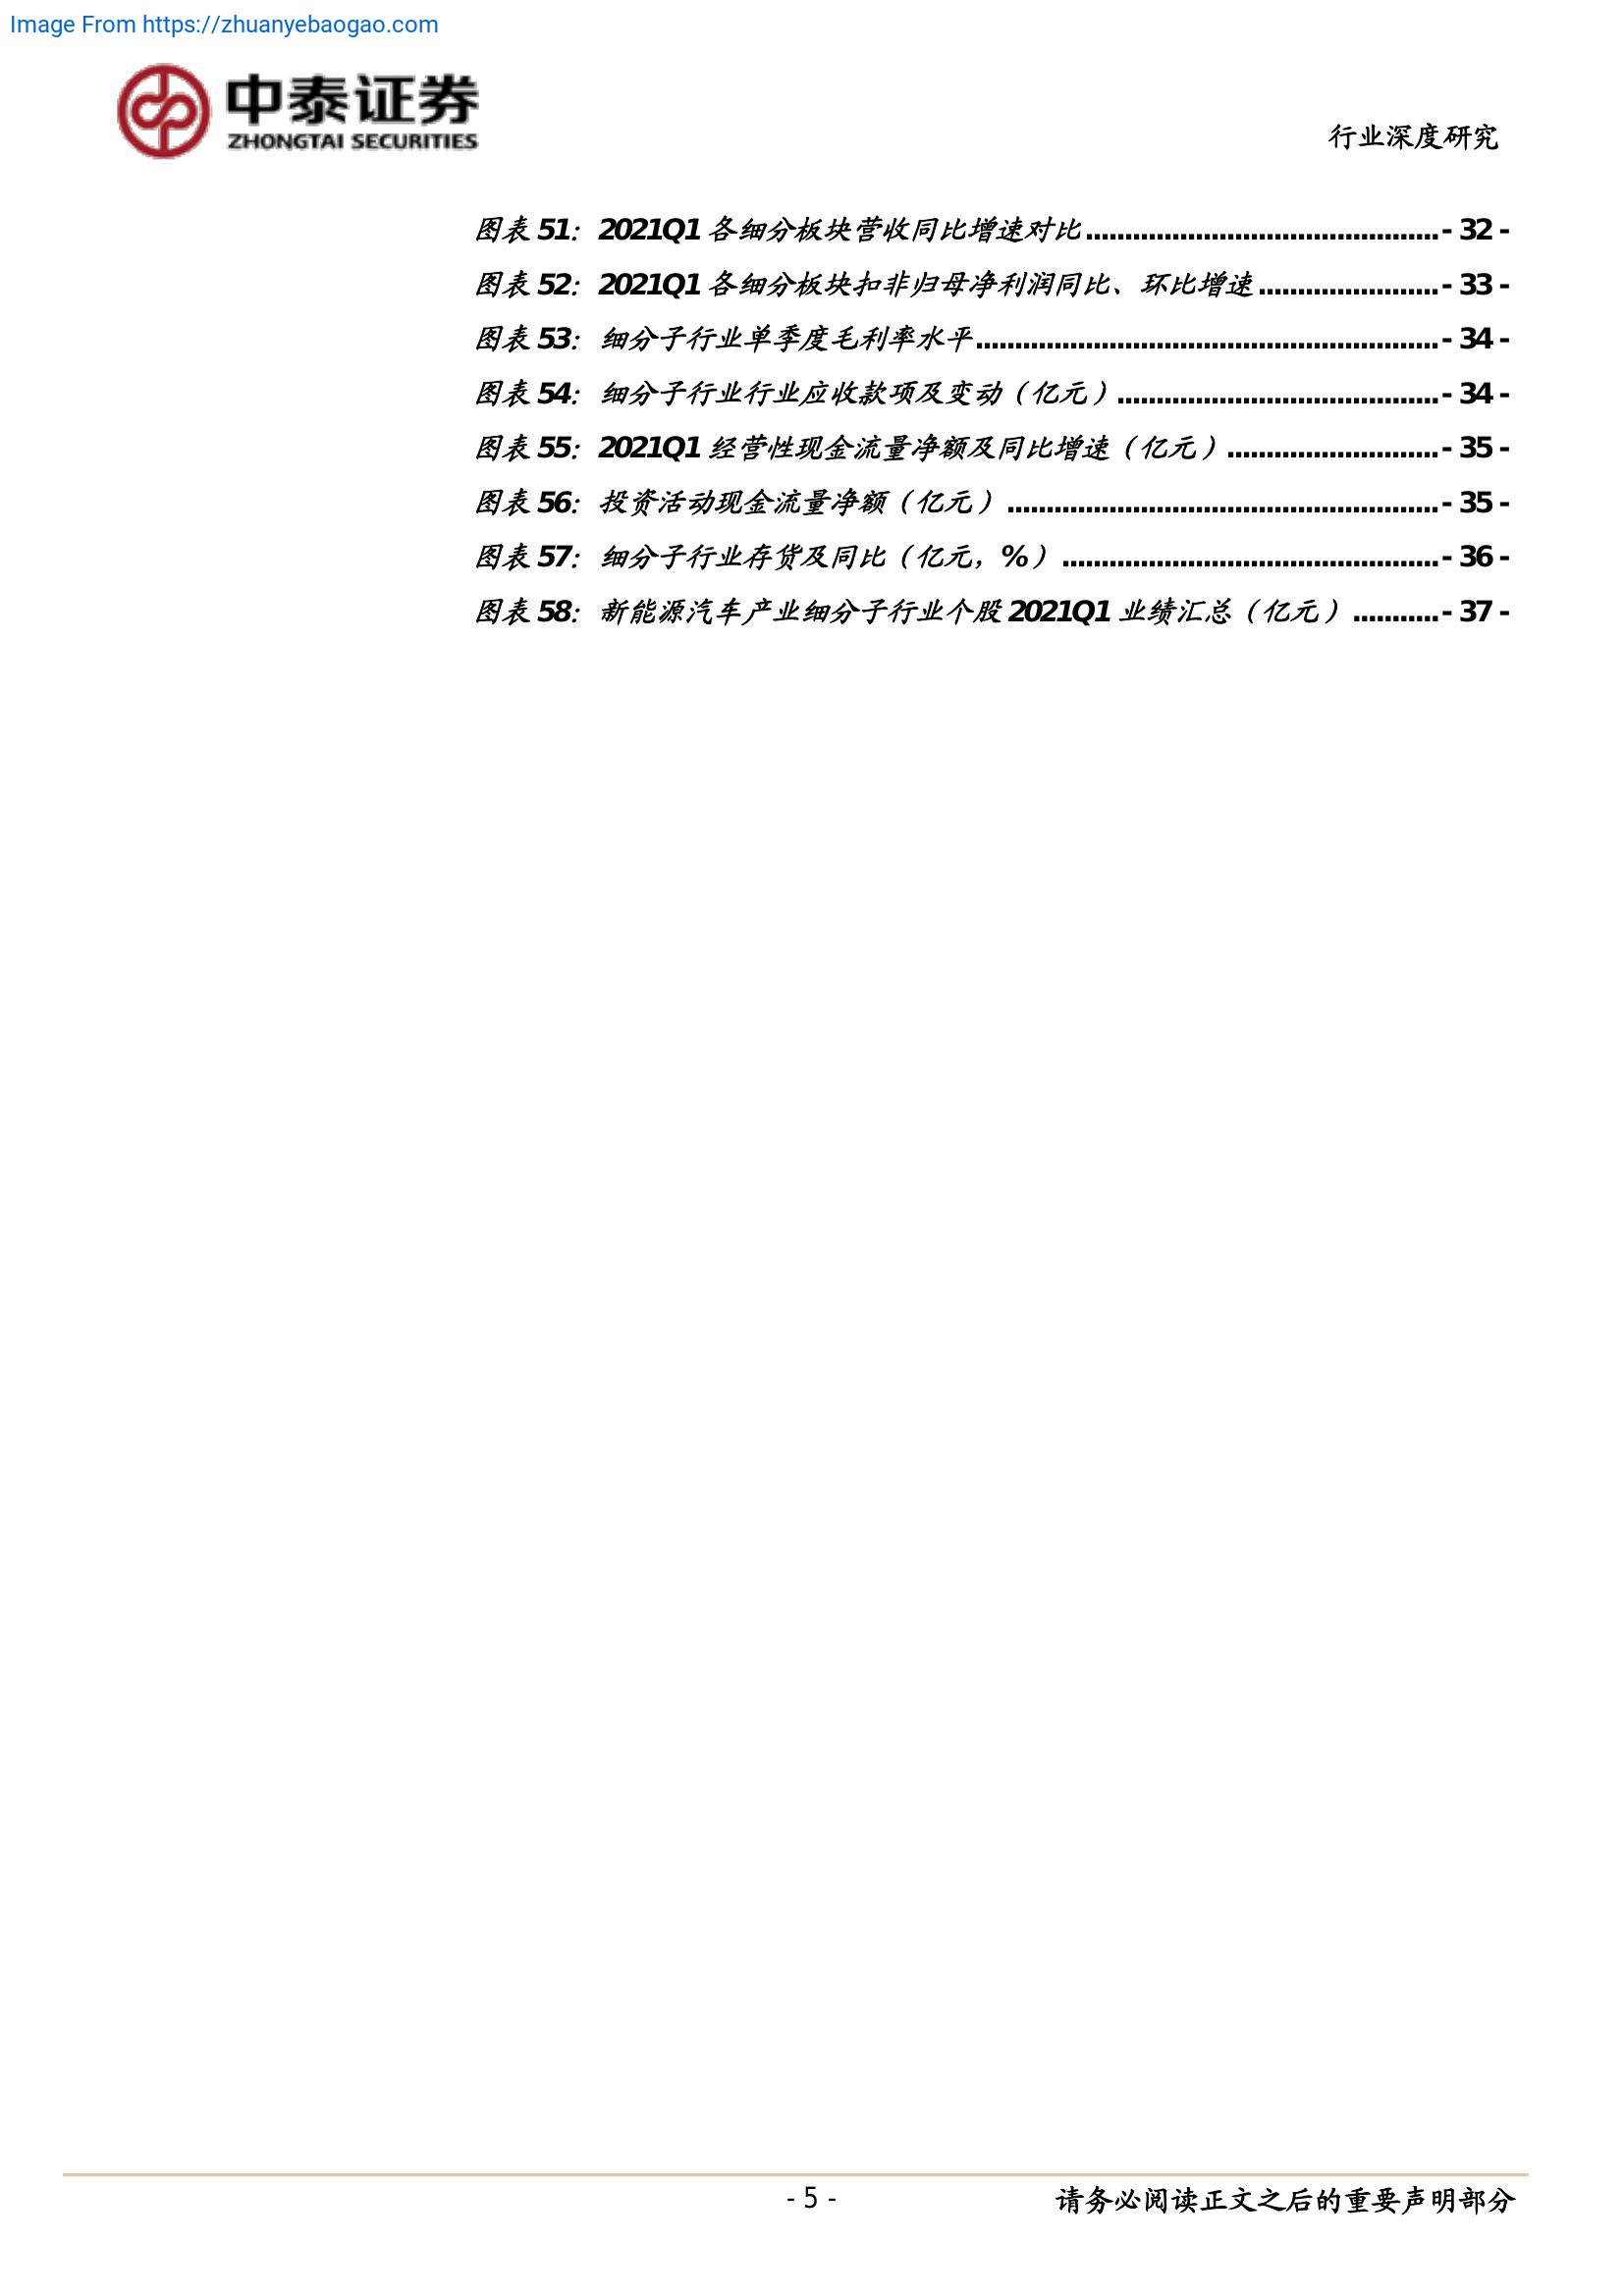 Image From https://zhuanyebaogao.com
中泰证券
ZHONGTAI SECURITIES
行业深度研究
图表 51：2021Q1 各细分板块营收同比增速对比............................................- 32 -
图表 52：2021Q1 各细分板块扣非归母净利润同比、环比增速.......................- 33 -
图表 53：细分子行业单季度毛利率水平..........................................................- 34 -
图表 54：细分子行业行业应收款项及变动（亿元）........................................- 34 -
图表 55：2021Q1 经营性现金流量净额及同比增速（亿元）...........................- 35 -
图表 56：投资活动现金流量净额（亿元）......................................................- 35 -
图表 57：细分子行业存货及同比（亿元，%）...............................................- 36 -
图表 58：新能源汽车产业细分子行业个股 2021Q1 业绩汇总（亿元）...........- 37 -
- 5 -
请务必阅读正文之后的重要声明部分